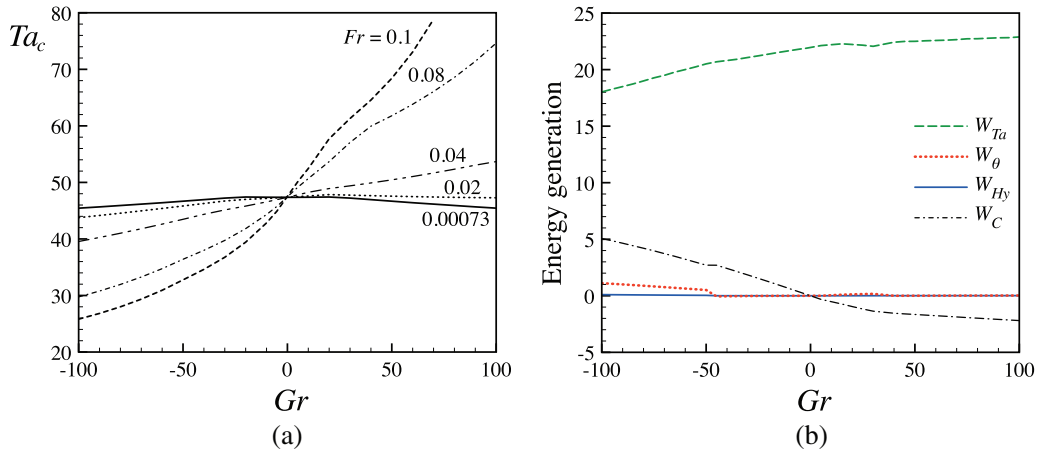 Ta_c
80
70
60
50
40
30
20
-100
-50
0
50
100
Gr
Fr = 0.1
0.08
0.04
0.02
0.00073
(a)
Energy generation
25
20
15
10
5
0
-5
-100
-50
0
50
100
Gr
W_Ta
W_θ
W_Hy
W_C
(b)